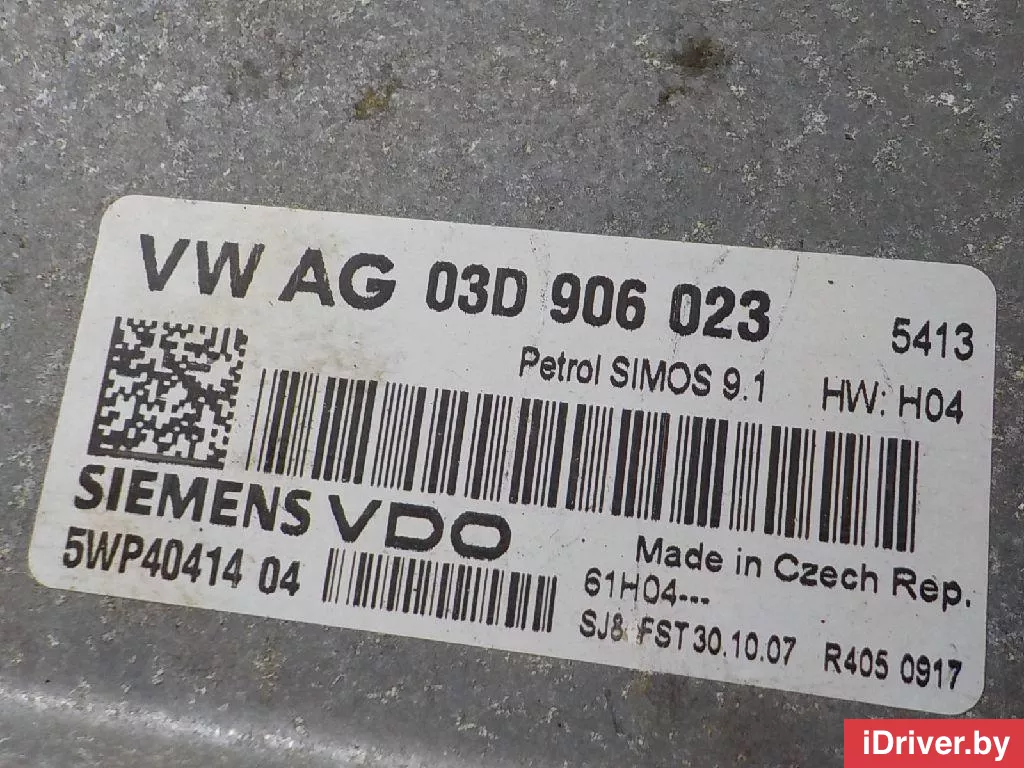 VW AG 03D 906 023
5413
Petrol SIMOS 9.1 HW: H04
SIEMENS VDO
Made in Czech Rep.
5WP40414 04
61H04---
SJ8 FST 30.10.07 R405 0917
iDriver.by